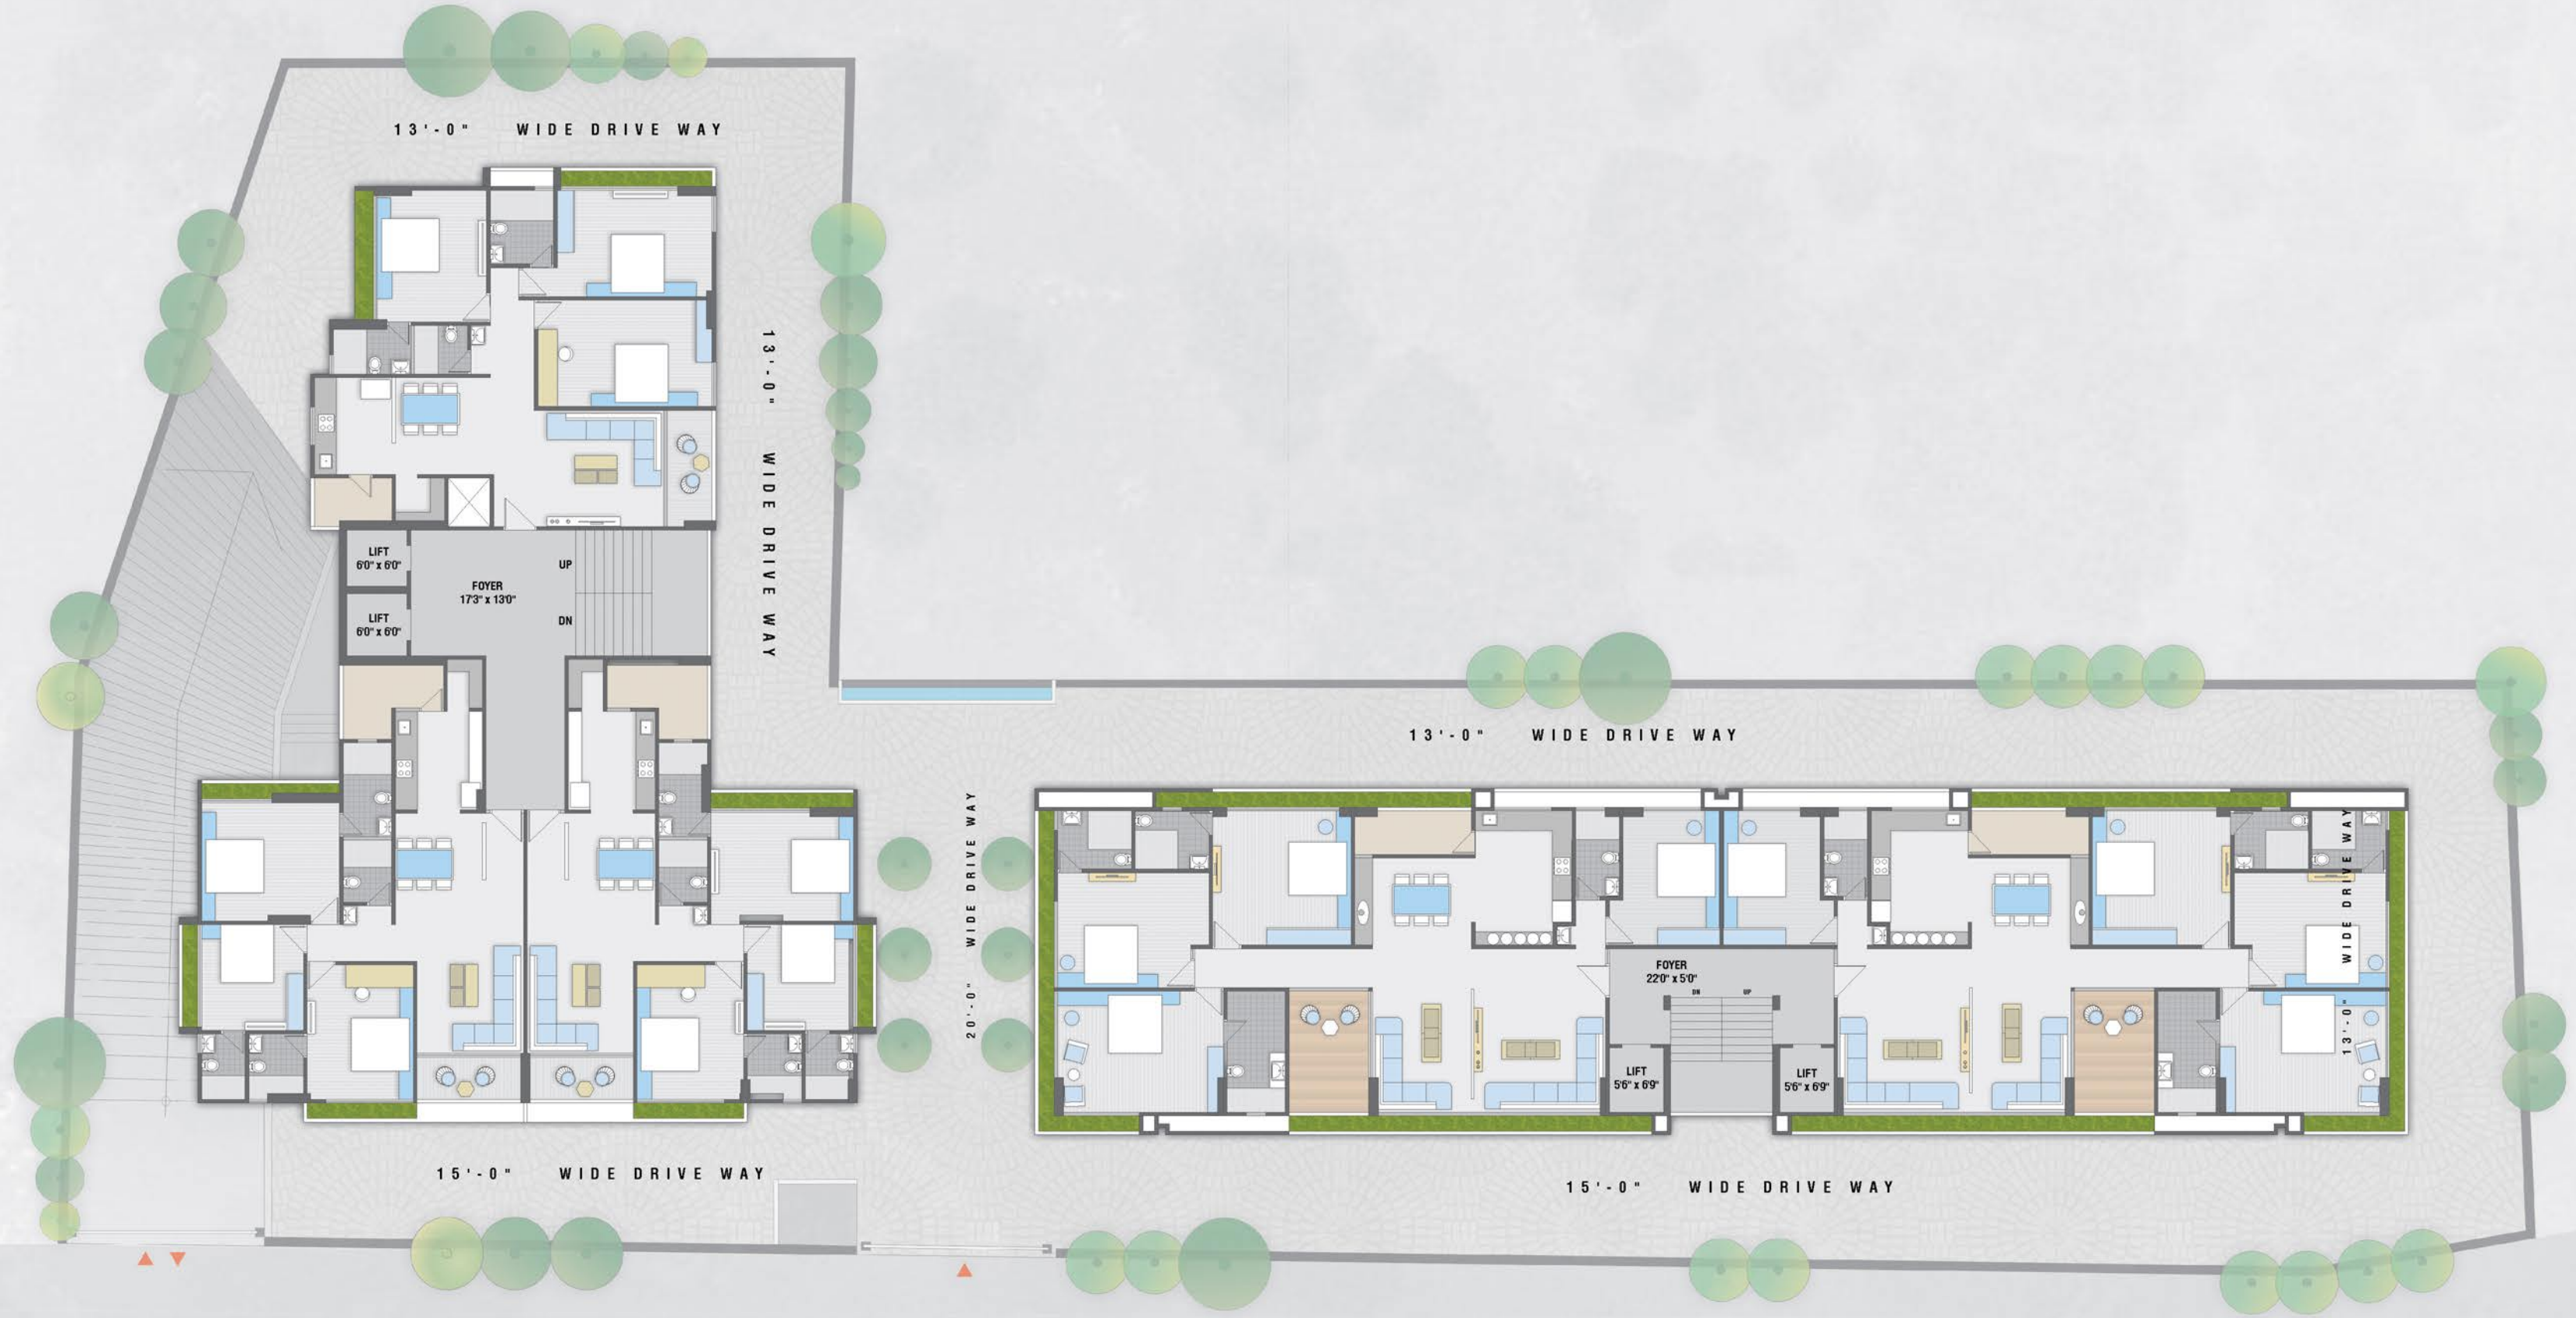 13'-0" WIDE DRIVE WAY
13'-0" WIDE DRIVE WAY
LIFT
6'0" x 6'0"
FOYER
17'3" x 13'0"
UP
LIFT
6'0" x 6'0"
DN
13'-0" WIDE DRIVE WAY
20'-0" WIDE DRIVE WAY
13'-0" WIDE DRIVE WAY
FOYER
22'0" x 5'0"
DN UP
LIFT
5'6" x 6'9"
LIFT
5'6" x 6'9"
15'-0" WIDE DRIVE WAY
15'-0" WIDE DRIVE WAY